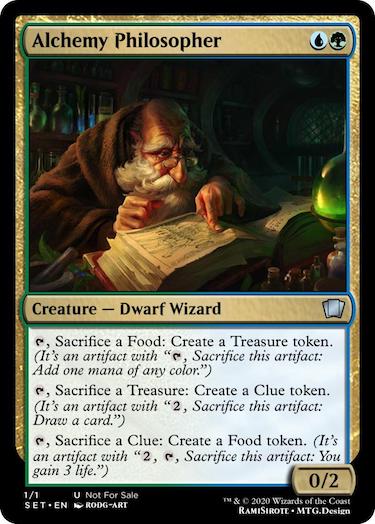 Alchemy Philosopher
Creature — Dwarf Wizard
, Sacrifice a Food: Create a Treasure token.
(It's an artifact with “, Sacrifice this artifact:
Add one mana of any color.”)
, Sacrifice a Treasure: Create a Clue token.
(It's an artifact with “2, Sacrifice this artifact:
Draw a card.”)
, Sacrifice a Clue: Create a Food token. (It's
an artifact with “2, , Sacrifice this artifact: You
gain 3 life.”)
0/2
1/1 U Not For Sale
SET • EN RODG-ART
™ & © 2020 Wizards of the Coast
RamiSirote • MTG.Design